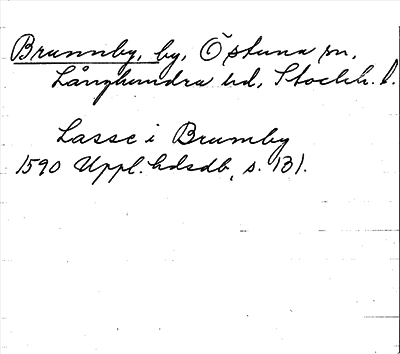 Brunnby, by, Östuna sn,
Långhundra hd, Stockh. l.
Lasse i Brumby
1590 Uppl. hdsdb, s. 131.